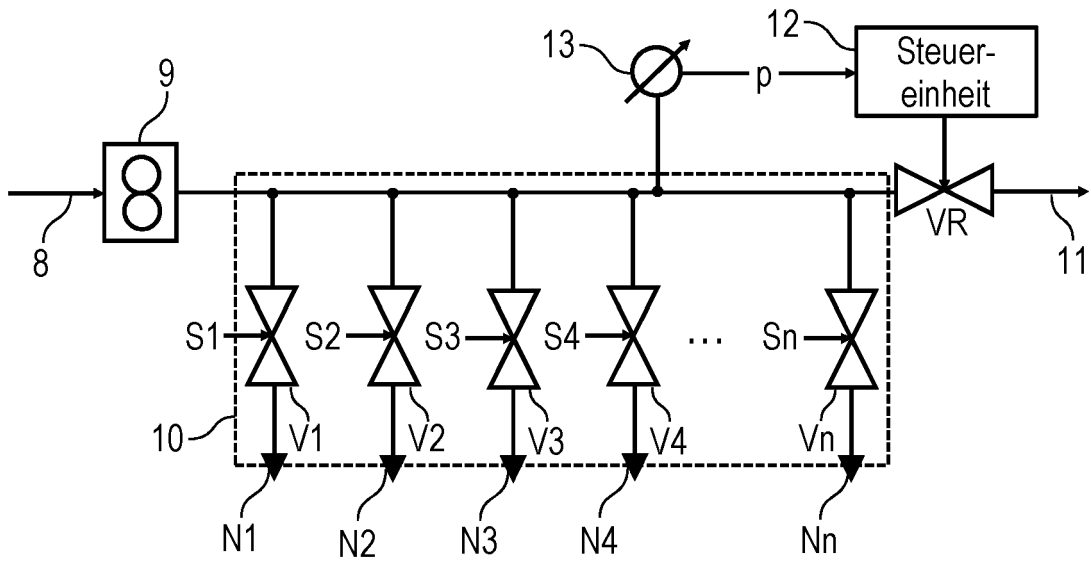 13
12
Steuer-
einheit
p
9
8
VR
11
S1
S2
S3
S4
...
Sn
10
V1
V2
V3
V4
Vn
N1
N2
N3
N4
Nn